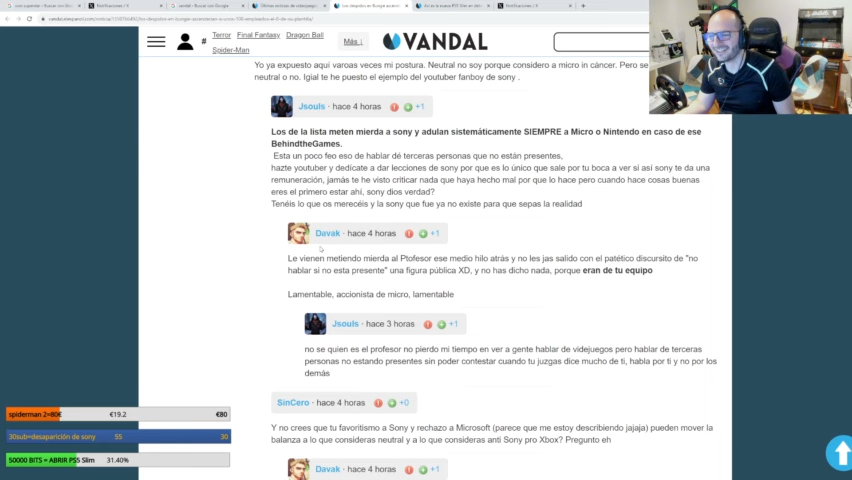 Terror Final Fantasy Dragon Ball
Spider-Man
#
Más ↓
VANDAL
Yo ya expuesto aquí varoas veces mi postura. Neutral no soy porque considero a micro in cáncer. Pero se
neutral o no. Igial te he puesto el ejemplo del youtuber fanboy de sony .
Jsouls · hace 4 horas +1
Los de la lista meten mierda a sony y adulan sistemáticamente SIEMPRE a Micro o Nintendo en caso de ese
BehindtheGames.
Esta un poco feo eso de hablar dé terceras personas que no están presentes,
hazte youtuber y dedícate a dar lecciones de sony por que es lo único que sale por tu boca a ver si así sony te da una
remuneración, jamás te he visto criticar nada que haya hecho mal por que lo hace pero cuando hace cosas buenas
eres el primero estar ahí, sony dios verdad?
Tenéis lo que os merecéis y la sony que fue ya no existe para que sepas la realidad
Davak · hace 4 horas +1
Le vienen metiendo mierda al Ptofesor ese medio hilo atrás y no les jas salido con el patético discursito de "no
hablar si no esta presente" una figura pública XD, y no has dicho nada, porque eran de tu equipo
Lamentable, accionista de micro, lamentable
Jsouls · hace 3 horas +1
no se quien es el profesor no pierdo mi tiempo en ver a gente hablar de videjuegos pero hablar de terceras
personas no estando presentes sin poder contestar cuando tu juzgas dice mucho de ti, habla por ti y no por los
demás
SinCero · hace 4 horas +0
Y no crees que tu favoritismo a Sony y rechazo a Microsoft (parece que me estoy describiendo jajaja) pueden mover la
balanza a lo que consideras neutral y a lo que consideras anti Sony pro Xbox? Pregunto eh
Davak · hace 4 horas +1
spiderman 2=80€ €19.2 €80
30sub=desaparición de sony 55 30
50000 BITS = ABRIR PS5 Slim 31.40%